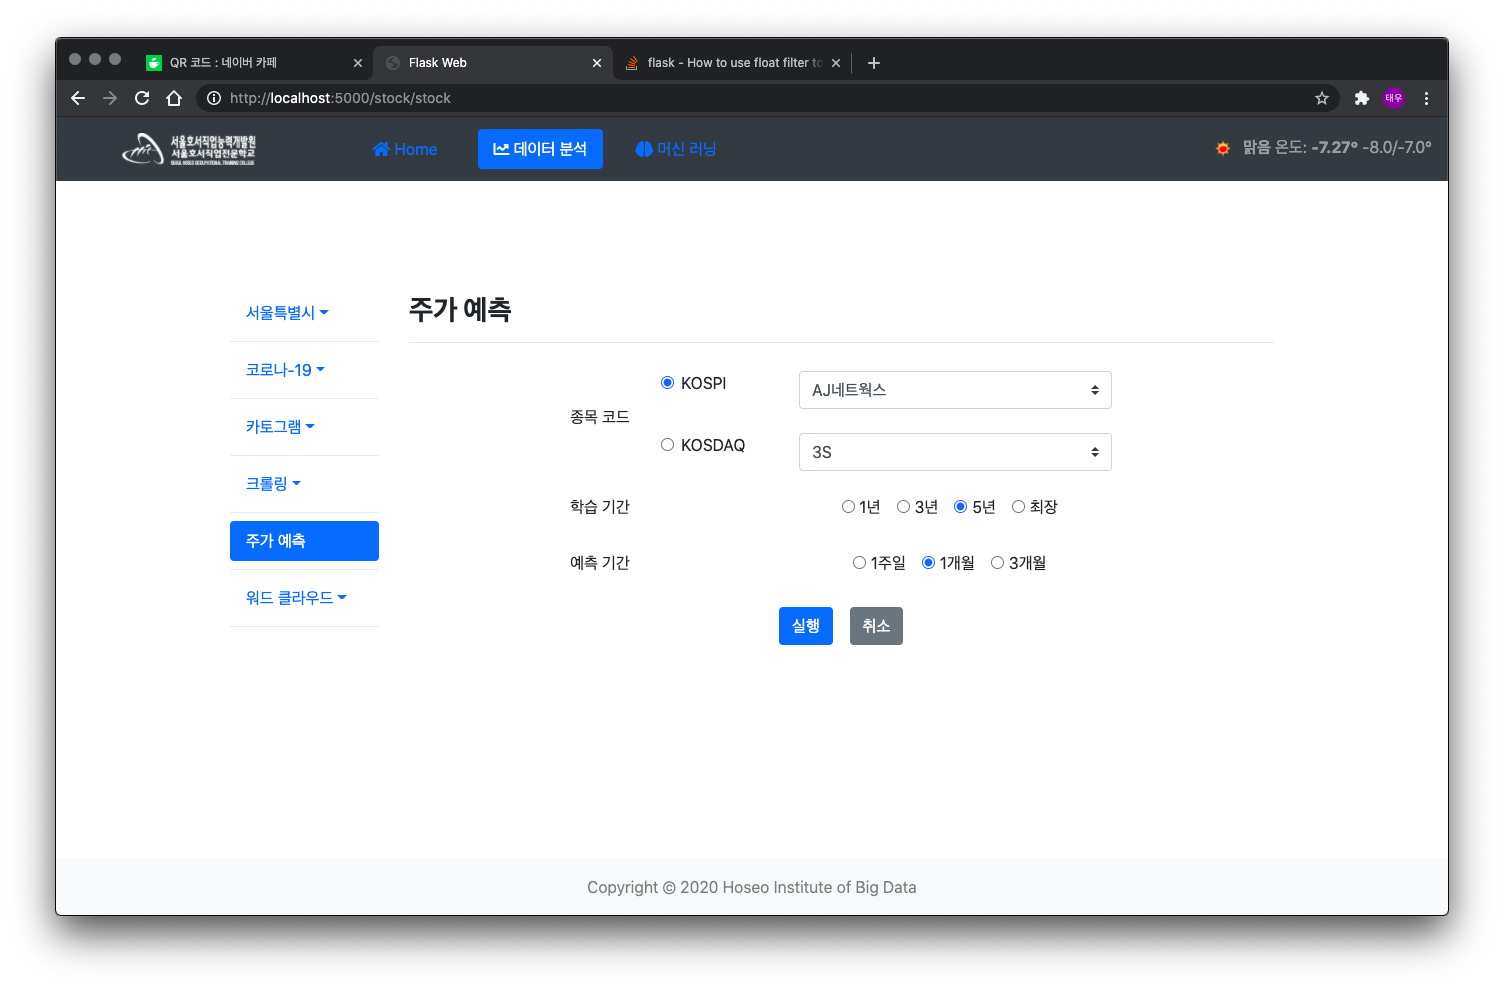 QR 코드 : 네이버 카페
Flask Web
flask - How to use float filter to
http://localhost:5000/stock/stock
태우
서울호서직업능력개발원
서울호서직업전문학교
SEOUL HOSEO OCCUPATIONAL TRAINING COLLEGE
Home
데이터 분석
머신 러닝
맑음 온도: -7.27° -8.0/-7.0°
서울특별시
코로나-19
카토그램
크롤링
주가 예측
워드 클라우드
주가 예측
종목 코드
KOSPI
AJ네트웍스
KOSDAQ
3S
학습 기간
1년 3년 5년 최장
예측 기간
1주일 1개월 3개월
실행 취소
Copyright © 2020 Hoseo Institute of Big Data